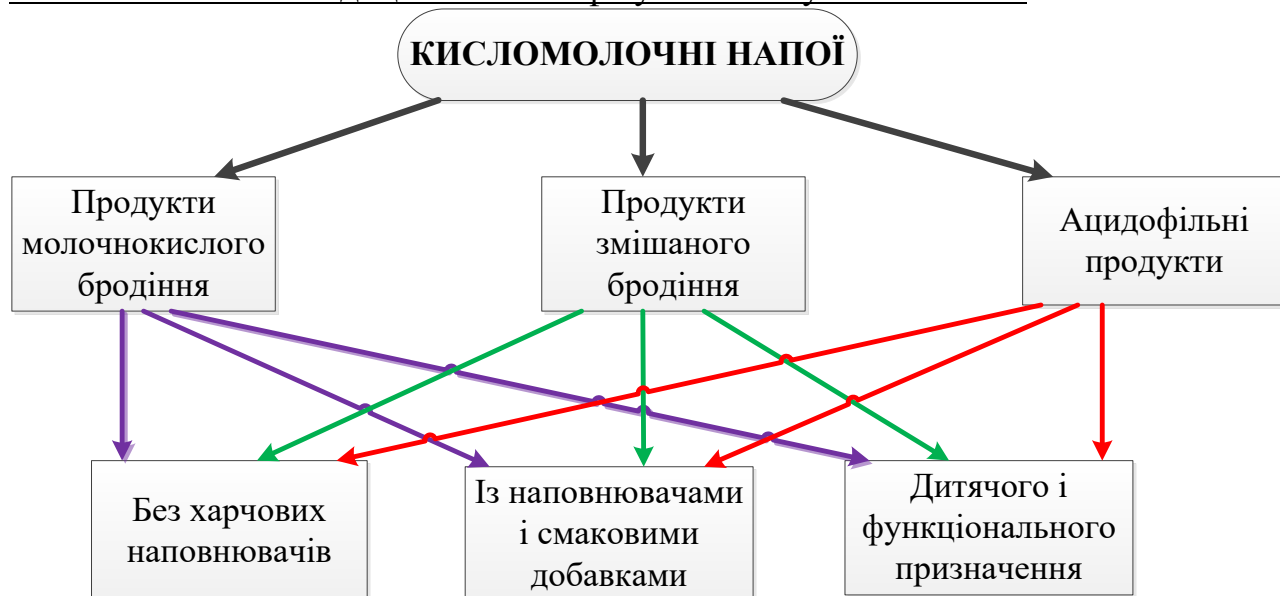 КИСЛОМОЛОЧНІ НАПОЇ
Продукти
молочнокислого
бродіння
Продукти
змішаного
бродіння
Ацидофільні
продукти
Без харчових
наповнювачів
Із наповнювачами
і смаковими
добавками
Дитячого і
функціонального
призначення